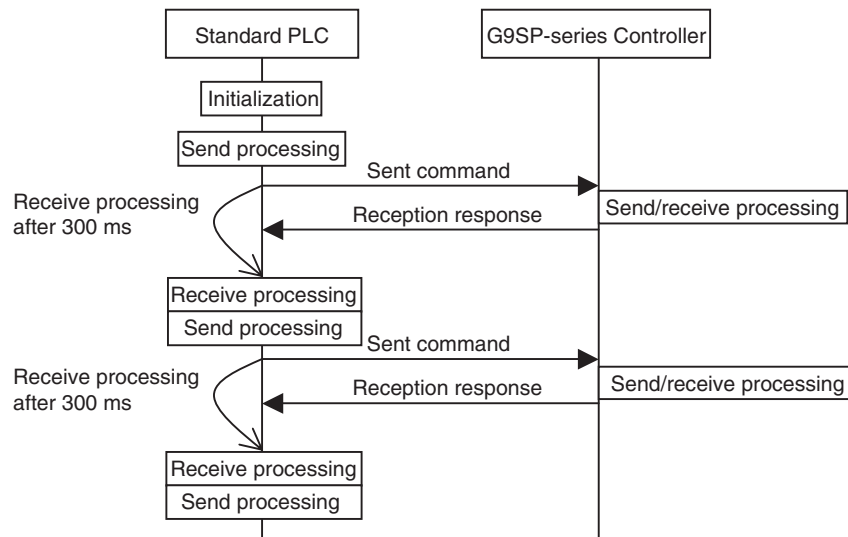 Standard PLC
G9SP-series Controller
Initialization
Send processing
Sent command
Receive processing
after 300 ms
Send/receive processing
Reception response
Receive processing
Send processing
Sent command
Receive processing
after 300 ms
Send/receive processing
Reception response
Receive processing
Send processing